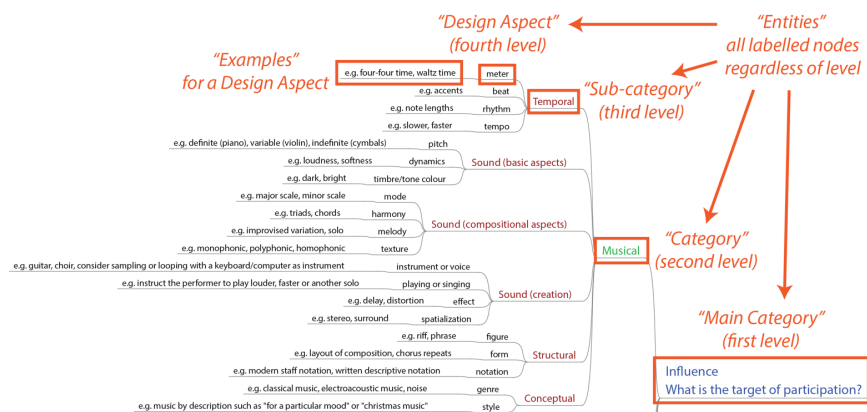 “Design Aspect”
(fourth level)
“Entities”
all labelled nodes
regardless of level
“Examples”
for a Design Aspect
“Sub-category”
(third level)
“Category”
(second level)
“Main Category”
(first level)
e.g. four-four time, waltz time meter
e.g. accents beat
e.g. note lengths rhythm
e.g. slower, faster tempo
Temporal
e.g. definite (piano), variable (violin), indefinite (cymbals) pitch
e.g. loudness, softness dynamics
e.g. dark, bright timbre/tone colour
Sound (basic aspects)
e.g. major scale, minor scale mode
e.g. triads, chords harmony
e.g. improvised variation, solo melody
e.g. monophonic, polyphonic, homophonic texture
Sound (compositional aspects)
Musical
e.g. guitar, choir, consider sampling or looping with a keyboard/computer as instrument instrument or voice
e.g. instruct the performer to play louder, faster or another solo playing or singing
e.g. delay, distortion effect
e.g. stereo, surround spatialization
Sound (creation)
e.g. riff, phrase figure
e.g. layout of composition, chorus repeats form
e.g. modern staff notation, written descriptive notation notation
Structural
e.g. classical music, electroacoustic music, noise genre
e.g. music by description such as "for a particular mood" or "christmas music" style
Conceptual
Influence
What is the target of participation?